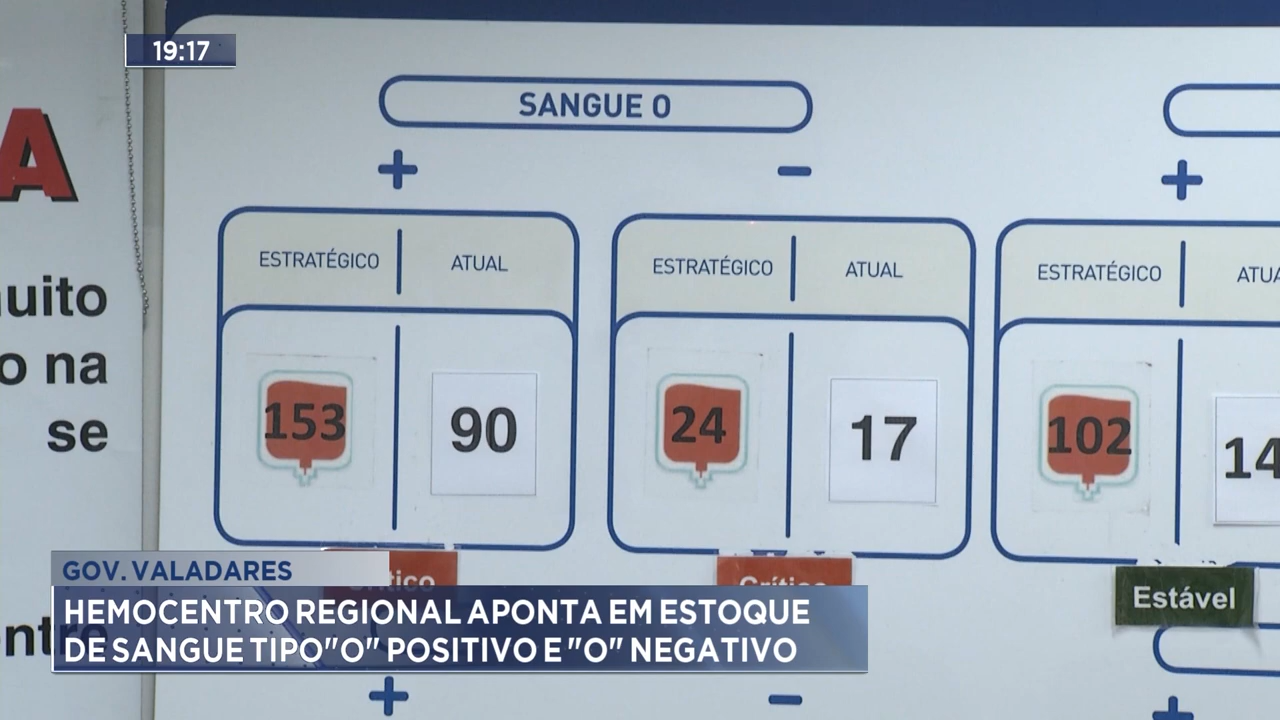 19:17
SANGUE O
+
−
+
A
ESTRATÉGICO
ATUAL
ESTRATÉGICO
ATUAL
ESTRATÉGICO
uito
o na
se
153
90
24
17
102
14
Crítico
Estável
GOV. VALADARES
HEMOCENTRO REGIONAL APONTA EM ESTOQUE
DE SANGUE TIPO"O" POSITIVO E "O" NEGATIVO
+
−
+